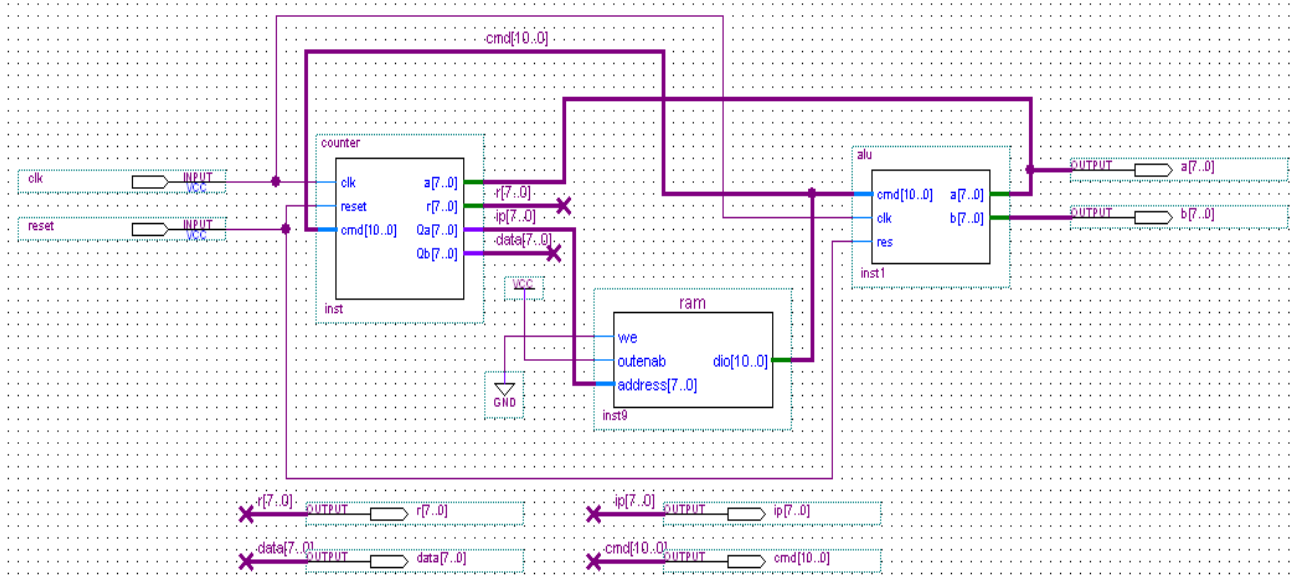 cmd[10..0]
counter
clk
INPUT
VCC
reset
INPUT
VCC
clk
reset
cmd[10..0]
a[7..0]
r[7..0]
Qa[7..0]
Qb[7..0]
inst
r[7..0]
ip[7..0]
data[7..0]
VCC
GND
ram
we
outenab
address[7..0]
dio[10..0]
inst9
alu
cmd[10..0]
clk
res
a[7..0]
b[7..0]
inst1
OUTPUT
a[7..0]
OUTPUT
b[7..0]
r[7..0]
OUTPUT
r[7..0]
ip[7..0]
OUTPUT
ip[7..0]
data[7..0]
OUTPUT
data[7..0]
cmd[10..0]
OUTPUT
cmd[10..0]